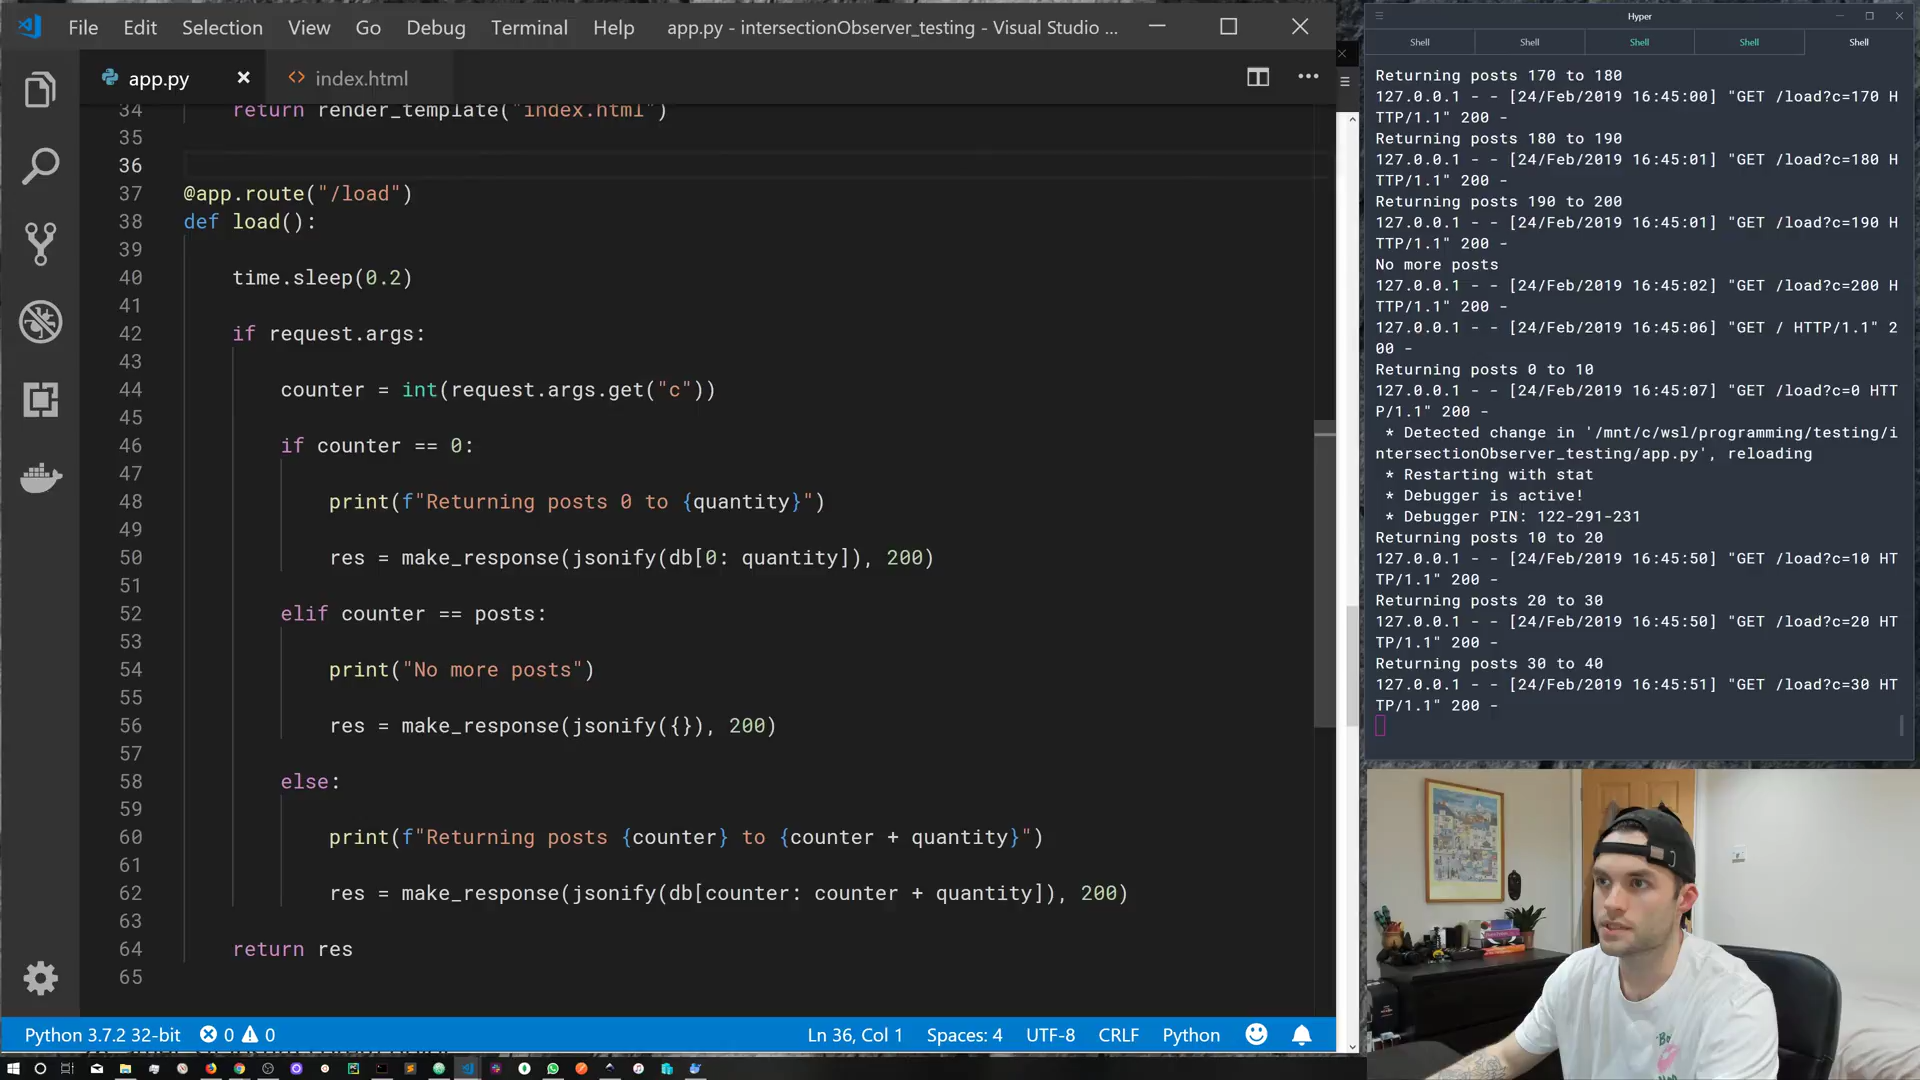 File Edit Selection View Go Debug Terminal Help app.py - intersectionObserver_testing - Visual Studio ...
app.py
index.html
34 return render_template("index.html")
35
36
37 @app.route("/load")
38 def load():
39
40 time.sleep(0.2)
41
42 if request.args:
43
44 counter = int(request.args.get("c"))
45
46 if counter == 0:
47
48 print(f"Returning posts 0 to {quantity}")
49
50 res = make_response(jsonify(db[0: quantity]), 200)
51
52 elif counter == posts:
53
54 print("No more posts")
55
56 res = make_response(jsonify({}), 200)
57
58 else:
59
60 print(f"Returning posts {counter} to {counter + quantity}")
61
62 res = make_response(jsonify(db[counter: counter + quantity]), 200)
63
64 return res
65
Python 3.7.2 32-bit 0 0 Ln 36, Col 1 Spaces: 4 UTF-8 CRLF Python
Hyper
Shell Shell Shell Shell Shell
Returning posts 170 to 180
127.0.0.1 - - [24/Feb/2019 16:45:00] "GET /load?c=170 H
TTP/1.1" 200 -
Returning posts 180 to 190
127.0.0.1 - - [24/Feb/2019 16:45:01] "GET /load?c=180 H
TTP/1.1" 200 -
Returning posts 190 to 200
127.0.0.1 - - [24/Feb/2019 16:45:01] "GET /load?c=190 H
TTP/1.1" 200 -
No more posts
127.0.0.1 - - [24/Feb/2019 16:45:02] "GET /load?c=200 H
TTP/1.1" 200 -
127.0.0.1 - - [24/Feb/2019 16:45:06] "GET / HTTP/1.1" 2
00 -
Returning posts 0 to 10
127.0.0.1 - - [24/Feb/2019 16:45:07] "GET /load?c=0 HTT
P/1.1" 200 -
* Detected change in '/mnt/c/wsl/programming/testing/i
ntersectionObserver_testing/app.py', reloading
* Restarting with stat
* Debugger is active!
* Debugger PIN: 122-291-231
Returning posts 10 to 20
127.0.0.1 - - [24/Feb/2019 16:45:50] "GET /load?c=10 HT
TP/1.1" 200 -
Returning posts 20 to 30
127.0.0.1 - - [24/Feb/2019 16:45:50] "GET /load?c=20 HT
TP/1.1" 200 -
Returning posts 30 to 40
127.0.0.1 - - [24/Feb/2019 16:45:51] "GET /load?c=30 HT
TP/1.1" 200 -